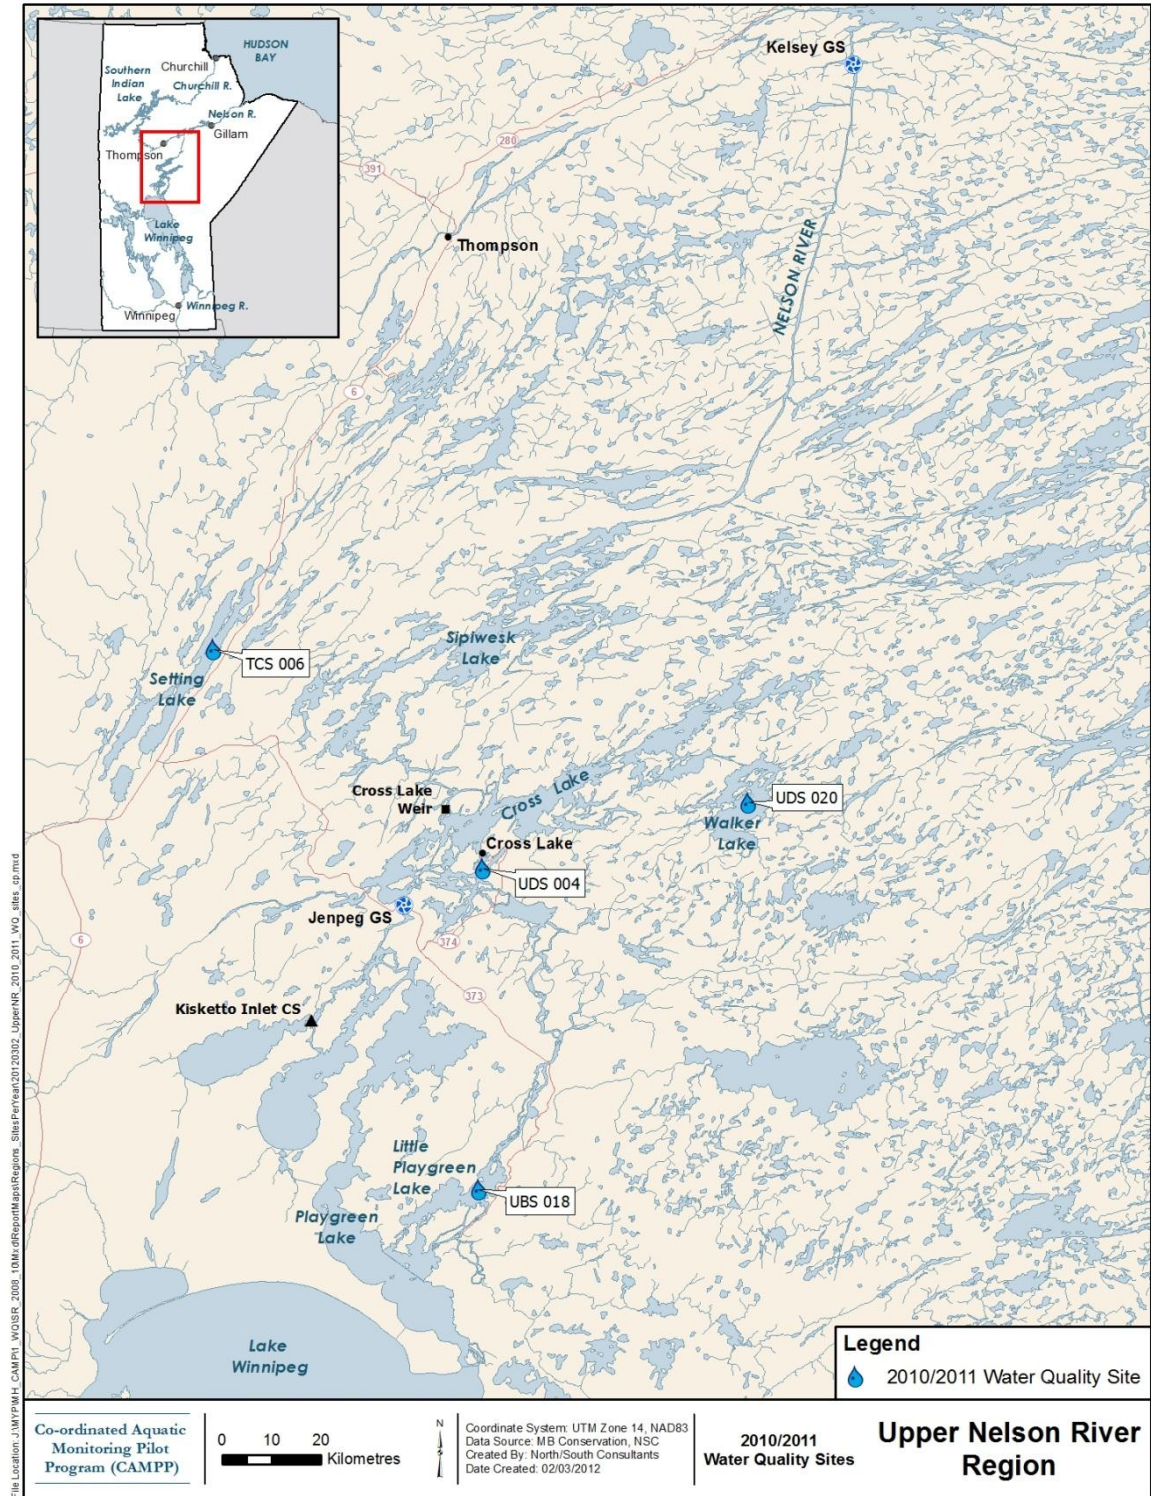 HUDSON
BAY
Churchill
Southern
Indian
Lake
Churchill R.
Nelson R.
Gillam
Thompson
Lake
Winnipeg
Winnipeg R.
Winnipeg
Kelsey GS
280
391
Thompson
NELSON RIVER
6
Sipiwesk
Lake
TCS 006
Setting
Lake
Cross Lake
Weir
Cross Lake
UDS 020
Walker
Lake
Cross Lake
UDS 004
Jenpeg GS
6
374
373
Kisketto Inlet CS
Little
Playgreen
Lake
UBS 018
Playgreen
Lake
Lake
Winnipeg
Legend
2010/2011 Water Quality Site
Co-ordinated Aquatic
Monitoring Pilot
Program (CAMPP)
0 10 20
Kilometres
N
Coordinate System: UTM Zone 14, NAD83
Data Source: MB Conservation, NSC
Created By: North/South Consultants
Date Created: 02/03/2012
2010/2011
Water Quality Sites
Upper Nelson River
Region